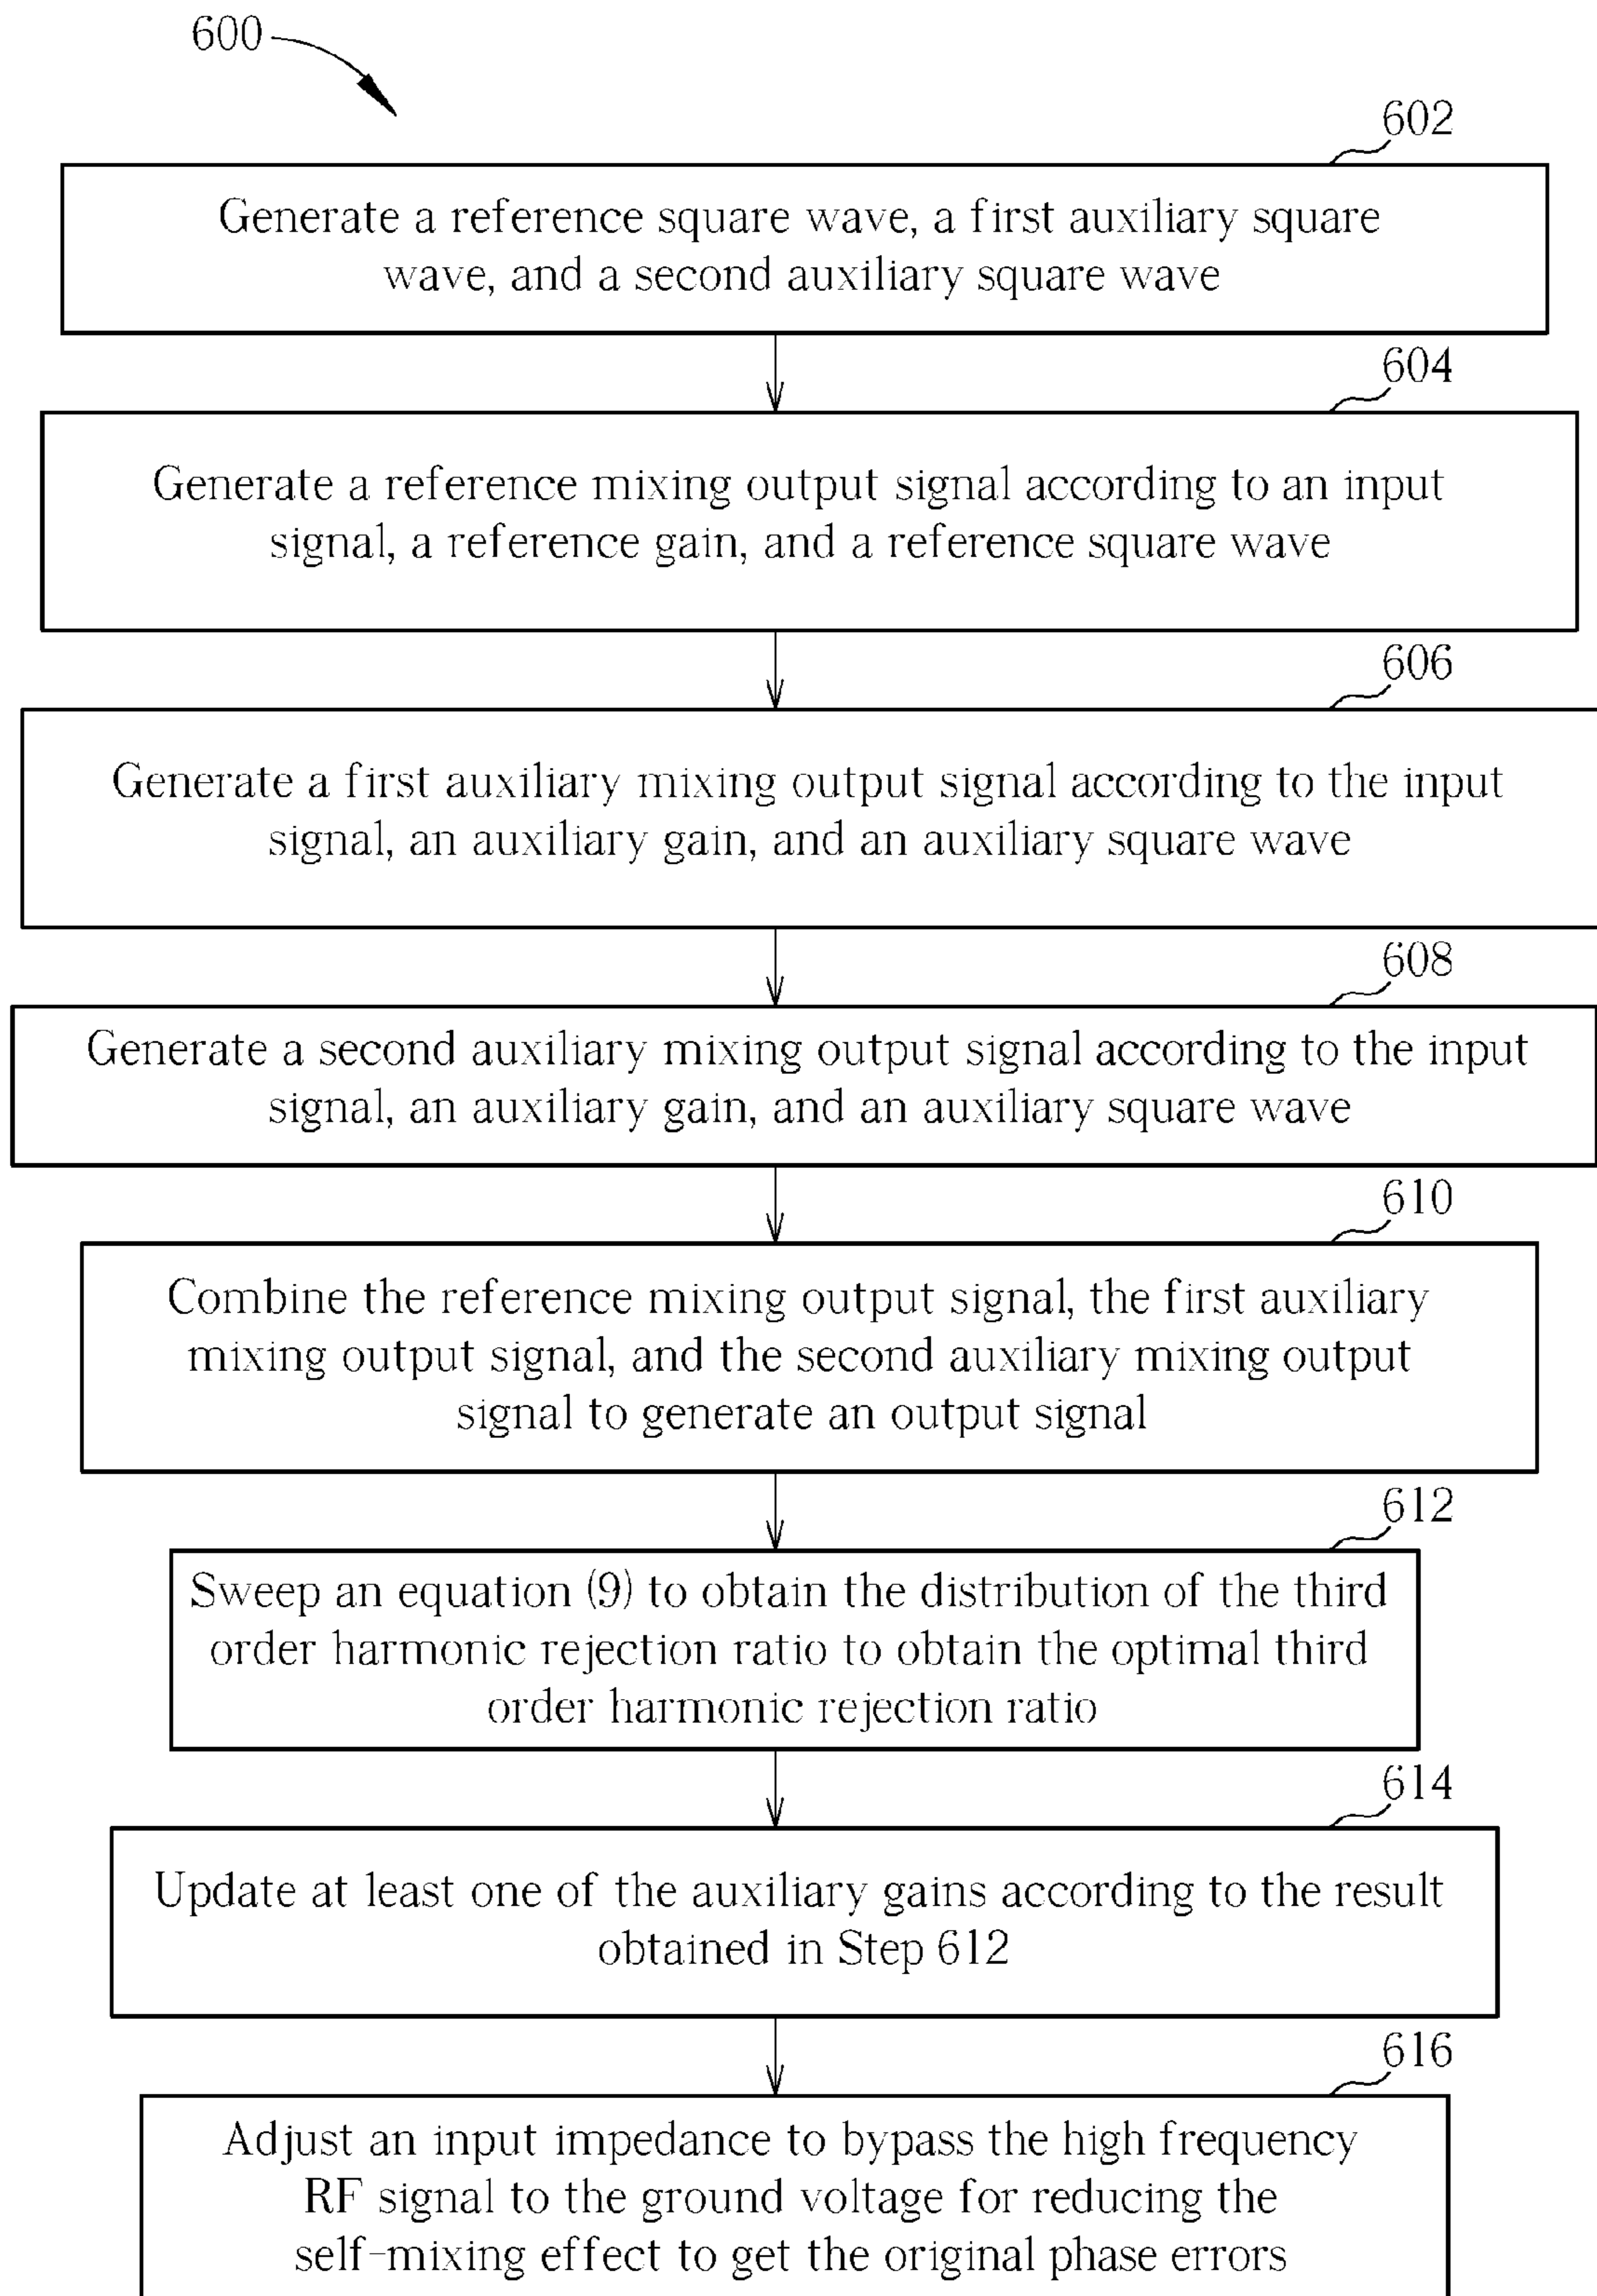 600
602
Generate a reference square wave, a first auxiliary square
wave, and a second auxiliary square wave
604
Generate a reference mixing output signal according to an input
signal, a reference gain, and a reference square wave
606
Generate a first auxiliary mixing output signal according to the input
signal, an auxiliary gain, and an auxiliary square wave
608
Generate a second auxiliary mixing output signal according to the input
signal, an auxiliary gain, and an auxiliary square wave
610
Combine the reference mixing output signal, the first auxiliary
mixing output signal, and the second auxiliary mixing output
signal to generate an output signal
612
Sweep an equation (9) to obtain the distribution of the third
order harmonic rejection ratio to obtain the optimal third
order harmonic rejection ratio
614
Update at least one of the auxiliary gains according to the result
obtained in Step 612
616
Adjust an input impedance to bypass the high frequency
RF signal to the ground voltage for reducing the
self-mixing effect to get the original phase errors